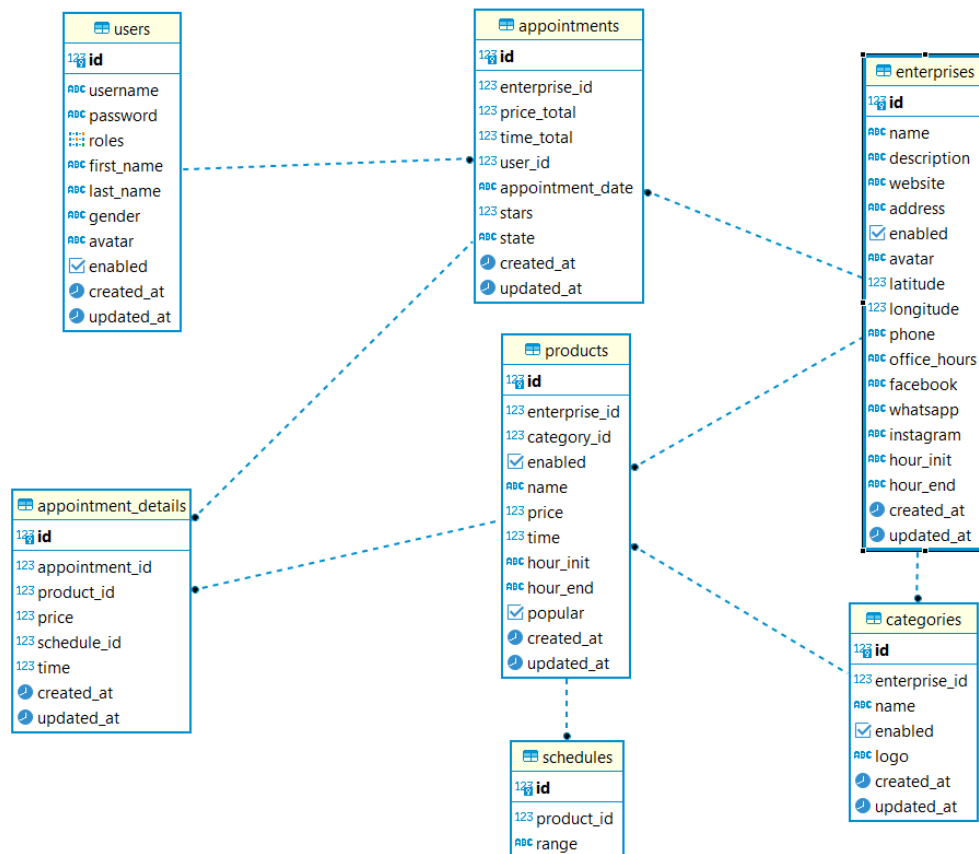 users
id
username
password
roles
first_name
last_name
gender
avatar
enabled
created_at
updated_at
appointments
id
enterprise_id
price_total
time_total
user_id
appointment_date
stars
state
created_at
updated_at
enterprises
id
name
description
website
address
enabled
avatar
latitude
longitude
phone
office_hours
facebook
whatsapp
instagram
hour_init
hour_end
created_at
updated_at
products
id
enterprise_id
category_id
enabled
name
price
time
hour_init
hour_end
popular
created_at
updated_at
appointment_details
id
appointment_id
product_id
price
schedule_id
time
created_at
updated_at
categories
id
enterprise_id
name
enabled
logo
created_at
updated_at
schedules
id
product_id
range